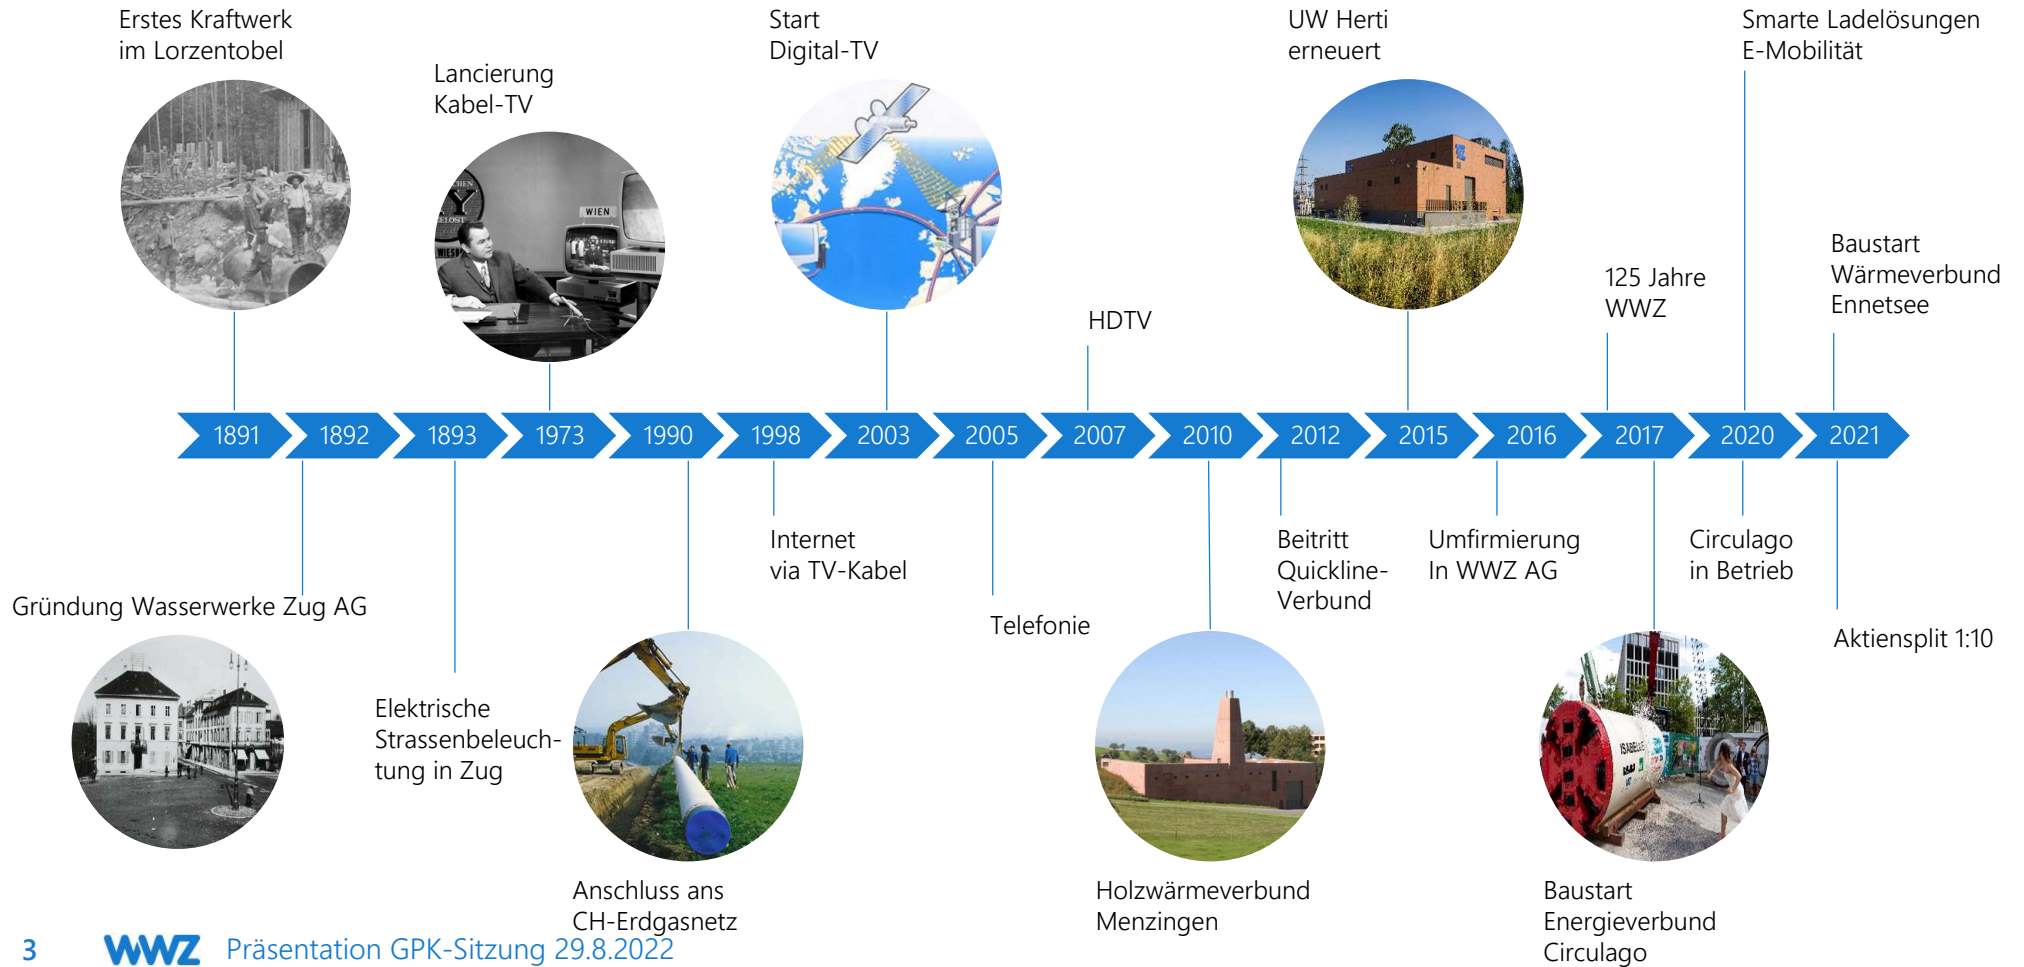 Erstes Kraftwerk
im Lorzentobel
Lancierung
Kabel-TV
Start
Digital-TV
UW Herti
erneuert
Smarte Ladelösungen
E-Mobilität
WIEN
HDTV
125 Jahre
WWZ
Baustart
Wärmeverbund
Ennetsee
1891 1892 1893 1973 1990 1998 2003 2005 2007 2010 2012 2015 2016 2017 2020 2021
Gründung Wasserwerke Zug AG
Elektrische
Strassenbeleuch-
tung in Zug
Anschluss ans
CH-Erdgasnetz
Internet
via TV-Kabel
Telefonie
Holzwärmeverbund
Menzingen
Beitritt
Quickline-
Verbund
Umfirmierung
In WWZ AG
ISABELLE
Baustart
Energieverbund
Circulago
Circulago
in Betrieb
Aktiensplit 1:10
3 WWZ Präsentation GPK-Sitzung 29.8.2022